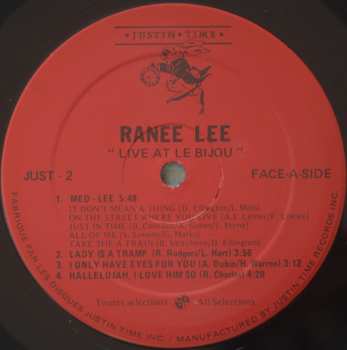 • JUSTIN • TIME •
RANEE LEE
" LIVE AT LE BIJOU "
JUST - 2
FACE-A-SIDE
1. MED - LEE 5:48
IT DON'T MEAN A THING (D. Ellington/I. Mills)
ON THE STREET WHERE YOU LIVE (A.J. Lerner/F. Loewe)
JUST IN TIME (B. Comden/A. Green/J. Styne)
ALL OF ME (S. Simons/G. Marks)
TAKE THE A TRAIN (B. Strayhorn/D. Ellington)
2. LADY IS A TRAMP (R. Rodgers/L. Hart) 3:56
3. I ONLY HAVE EYES FOR YOU (A. Dubin/H. Warren) 3:12
4. HALLELUJAH, I LOVE HIM SO (R. Charles) 4:20
Toutes selections All Selections
FABRIQUE PAR LES DISQUES JUSTIN TIME INC. / MANUFACTURED BY JUSTIN TIME RECORDS INC.